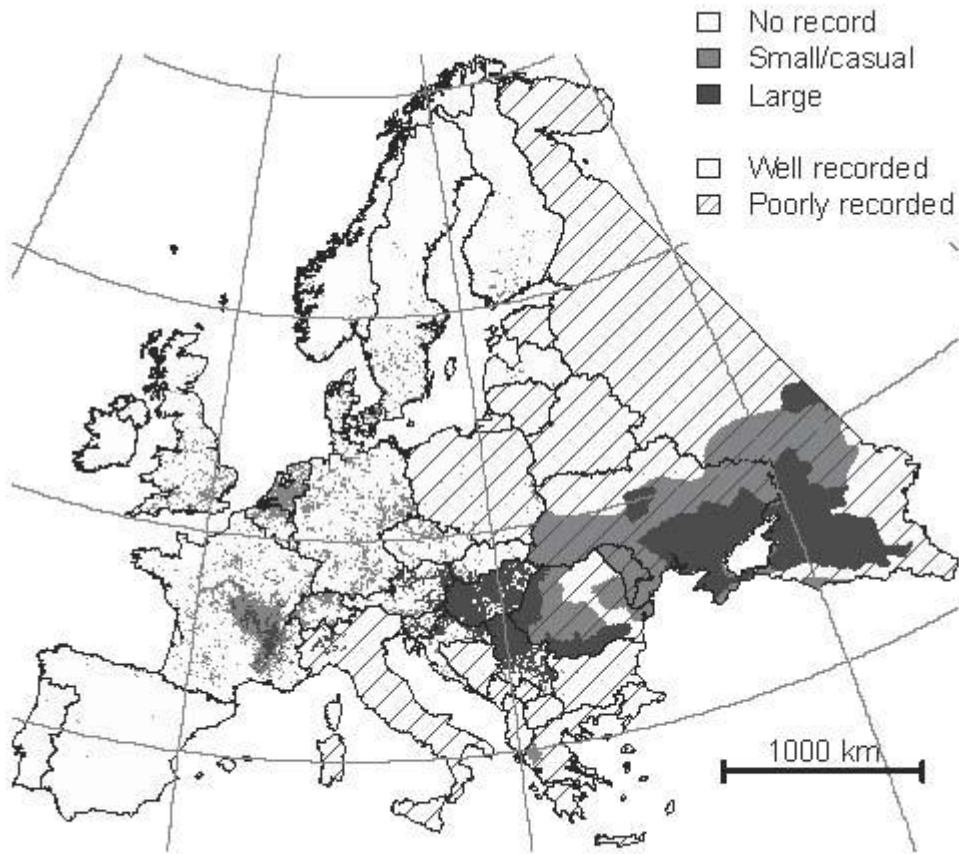 No record
Small/casual
Large
Well recorded
Poorly recorded
1000 km